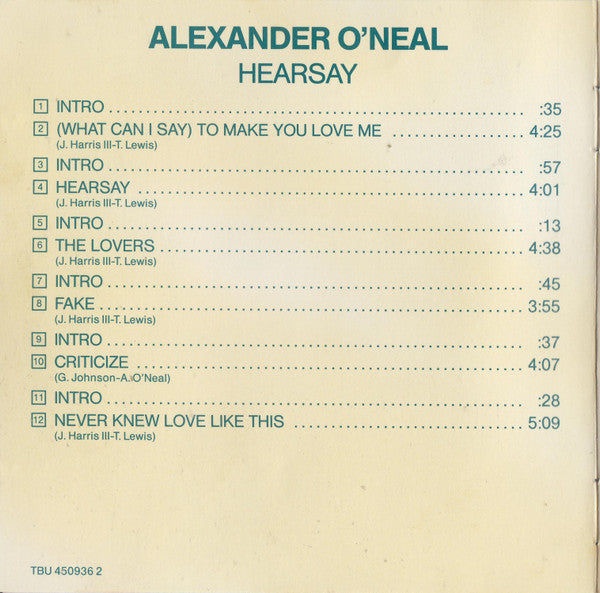 ALEXANDER O'NEAL
HEARSAY
1 INTRO :35
2 (WHAT CAN I SAY) TO MAKE YOU LOVE ME 4:25
(J. Harris III-T. Lewis)
3 INTRO :57
4 HEARSAY 4:01
(J. Harris III-T. Lewis)
5 INTRO :13
6 THE LOVERS 4:38
(J. Harris III-T. Lewis)
7 INTRO :45
8 FAKE 3:55
(J. Harris III-T. Lewis)
9 INTRO :37
10 CRITICIZE 4:07
(G. Johnson-A. O'Neal)
11 INTRO :28
12 NEVER KNEW LOVE LIKE THIS 5:09
(J. Harris III-T. Lewis)
TBU 450936 2